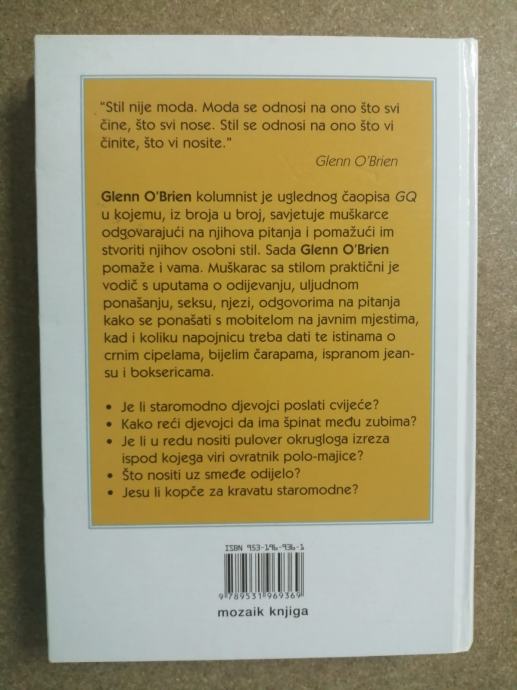 "Stil nije moda. Moda se odnosi na ono što svi
čine, što svi nose. Stil se odnosi na ono što vi
činite, što vi nosite."
Glenn O'Brien
Glenn O'Brien kolumnist je uglednog čaopisa GQ
u kojemu, iz broja u broj, savjetuje muškarce
odgovarajući na njihova pitanja i pomažući im
stvoriti njihov osobni stil. Sada Glenn O'Brien
pomaže i vama. Muškarac sa stilom praktični je
vodič s uputama o odijevanju, uljudnom
ponašanju, seksu, njezi, odgovorima na pitanja
kako se ponašati s mobitelom na javnim mjestima,
kad i koliku napojnicu treba dati te istinama o
crnim cipelama, bijelim čarapama, ispranom jean-
su i boksericama.
• Je li staromodno djevojci poslati cvijeće?
• Kako reći djevojci da ima špinat među zubima?
• Je li u redu nositi pulover okrugloga izreza
ispod kojega viri ovratnik polo-majice?
• Što nositi uz smeđe odijelo?
• Jesu li kopče za kravatu staromodne?
ISBN 953-196-936-1
9 789531 969369
mozaik knjiga